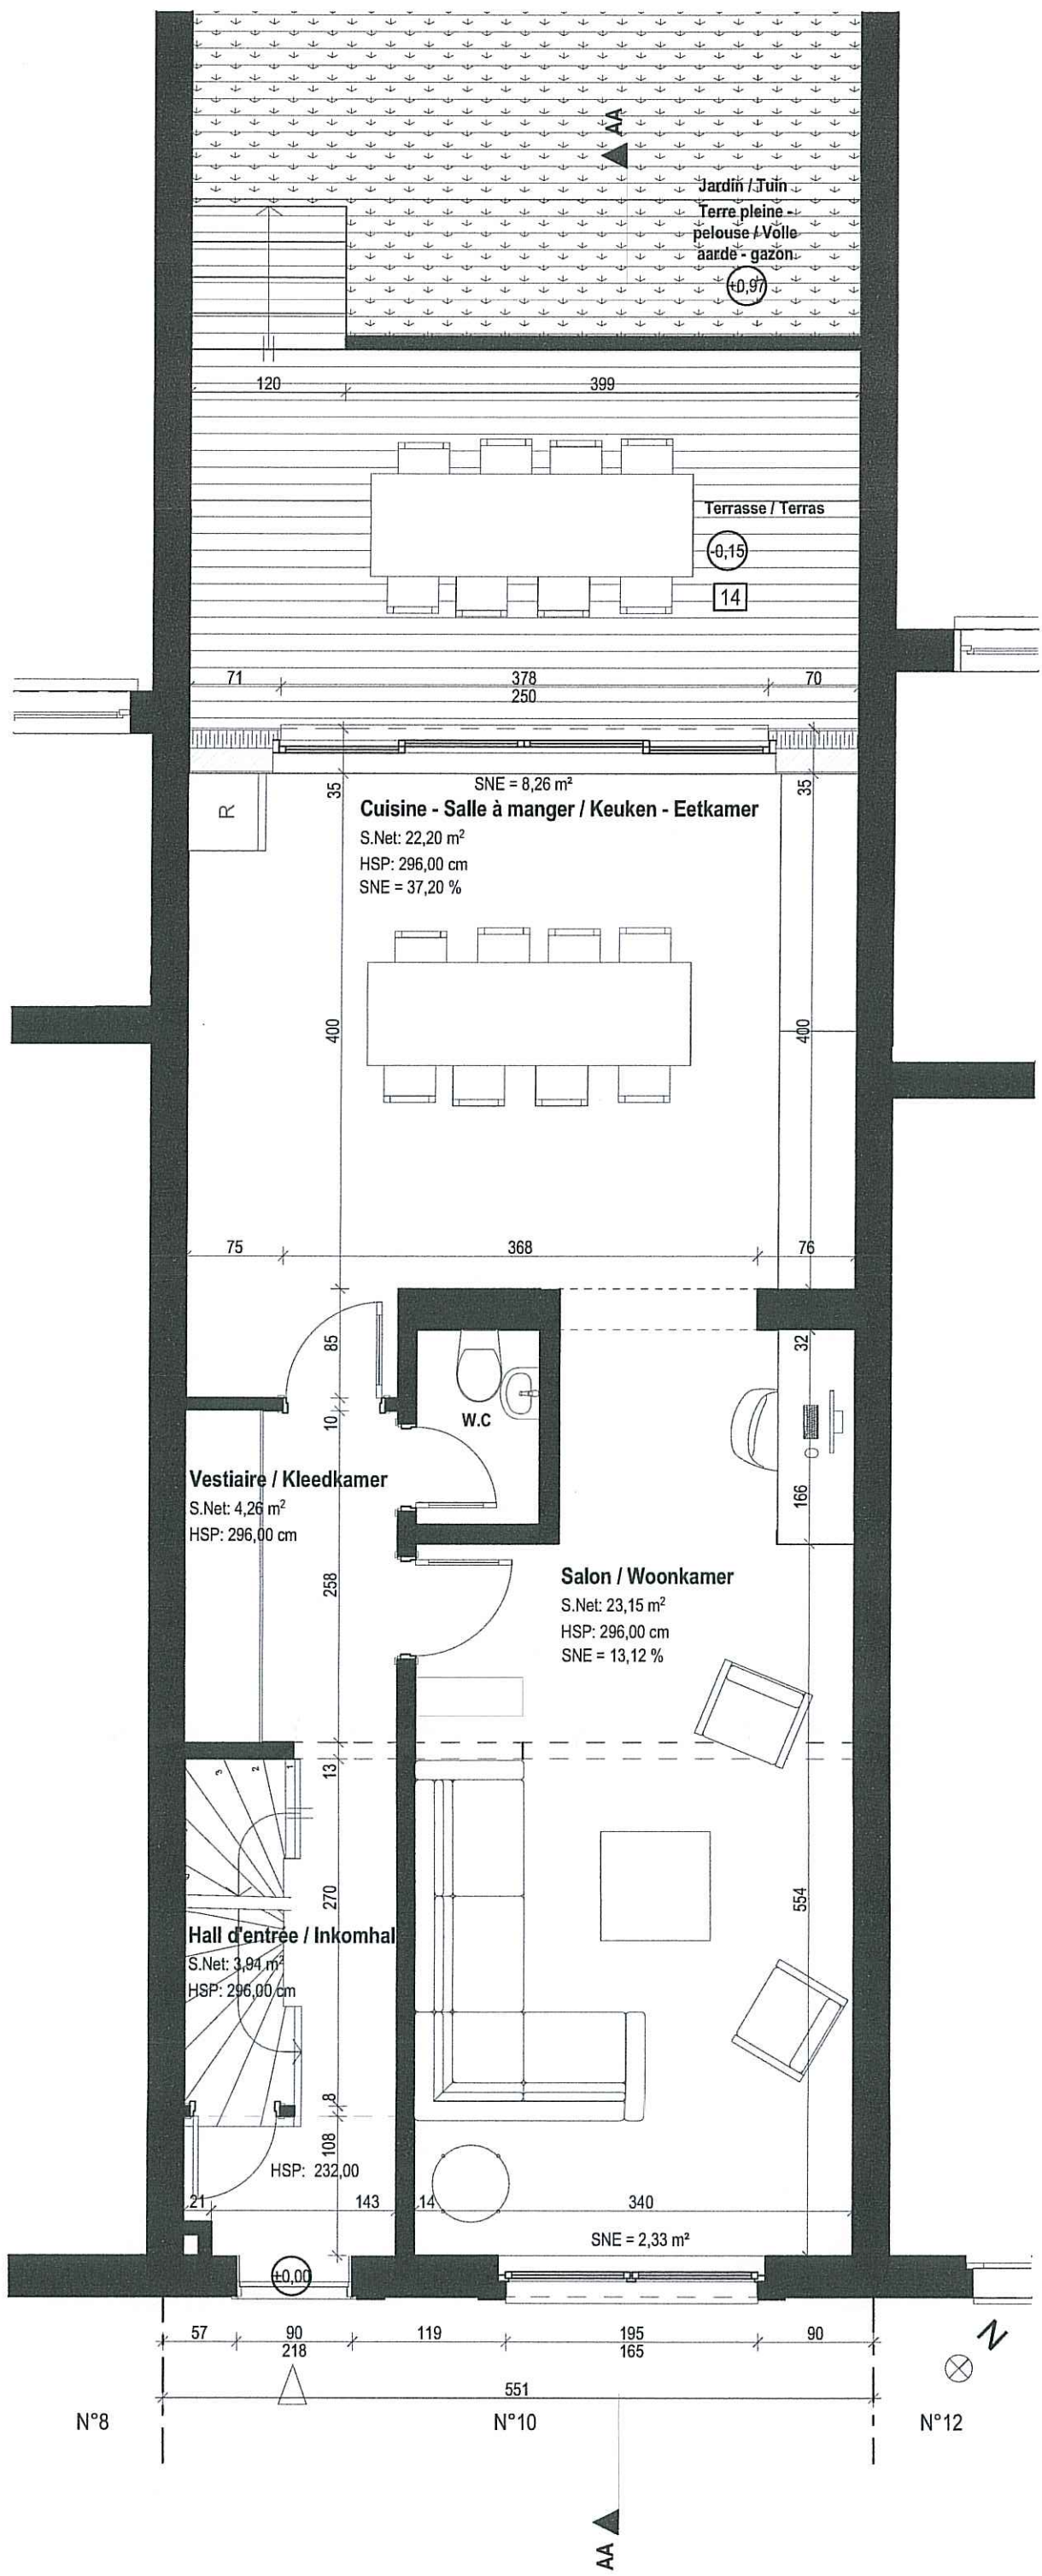 AA
Jardin / Tuin
Terre pleine -
pelouse / Volle
aarde - gazon
+0,97
120
399
Terrasse / Terras
-0,15
14
71
378
70
250
35
SNE = 8,26 m²
35
R
Cuisine - Salle à manger / Keuken - Eetkamer
S.Net: 22,20 m²
HSP: 296,00 cm
SNE = 37,20 %
400
400
75
368
76
85
32
W.C
10
Vestiaire / Kleedkamer
S.Net: 4,26 m²
HSP: 296,00 cm
166
258
Salon / Woonkamer
S.Net: 23,15 m²
HSP: 296,00 cm
SNE = 13,12 %
13
3
2
1
270
554
Hall d'entrée / Inkomhal
S.Net: 3,94 m²
HSP: 296,00 cm
8
108
HSP: 232,00
21
143
14
340
SNE = 2,33 m²
±0,00
57
90
119
195
90
218
165
N
551
N°8
N°10
N°12
AA